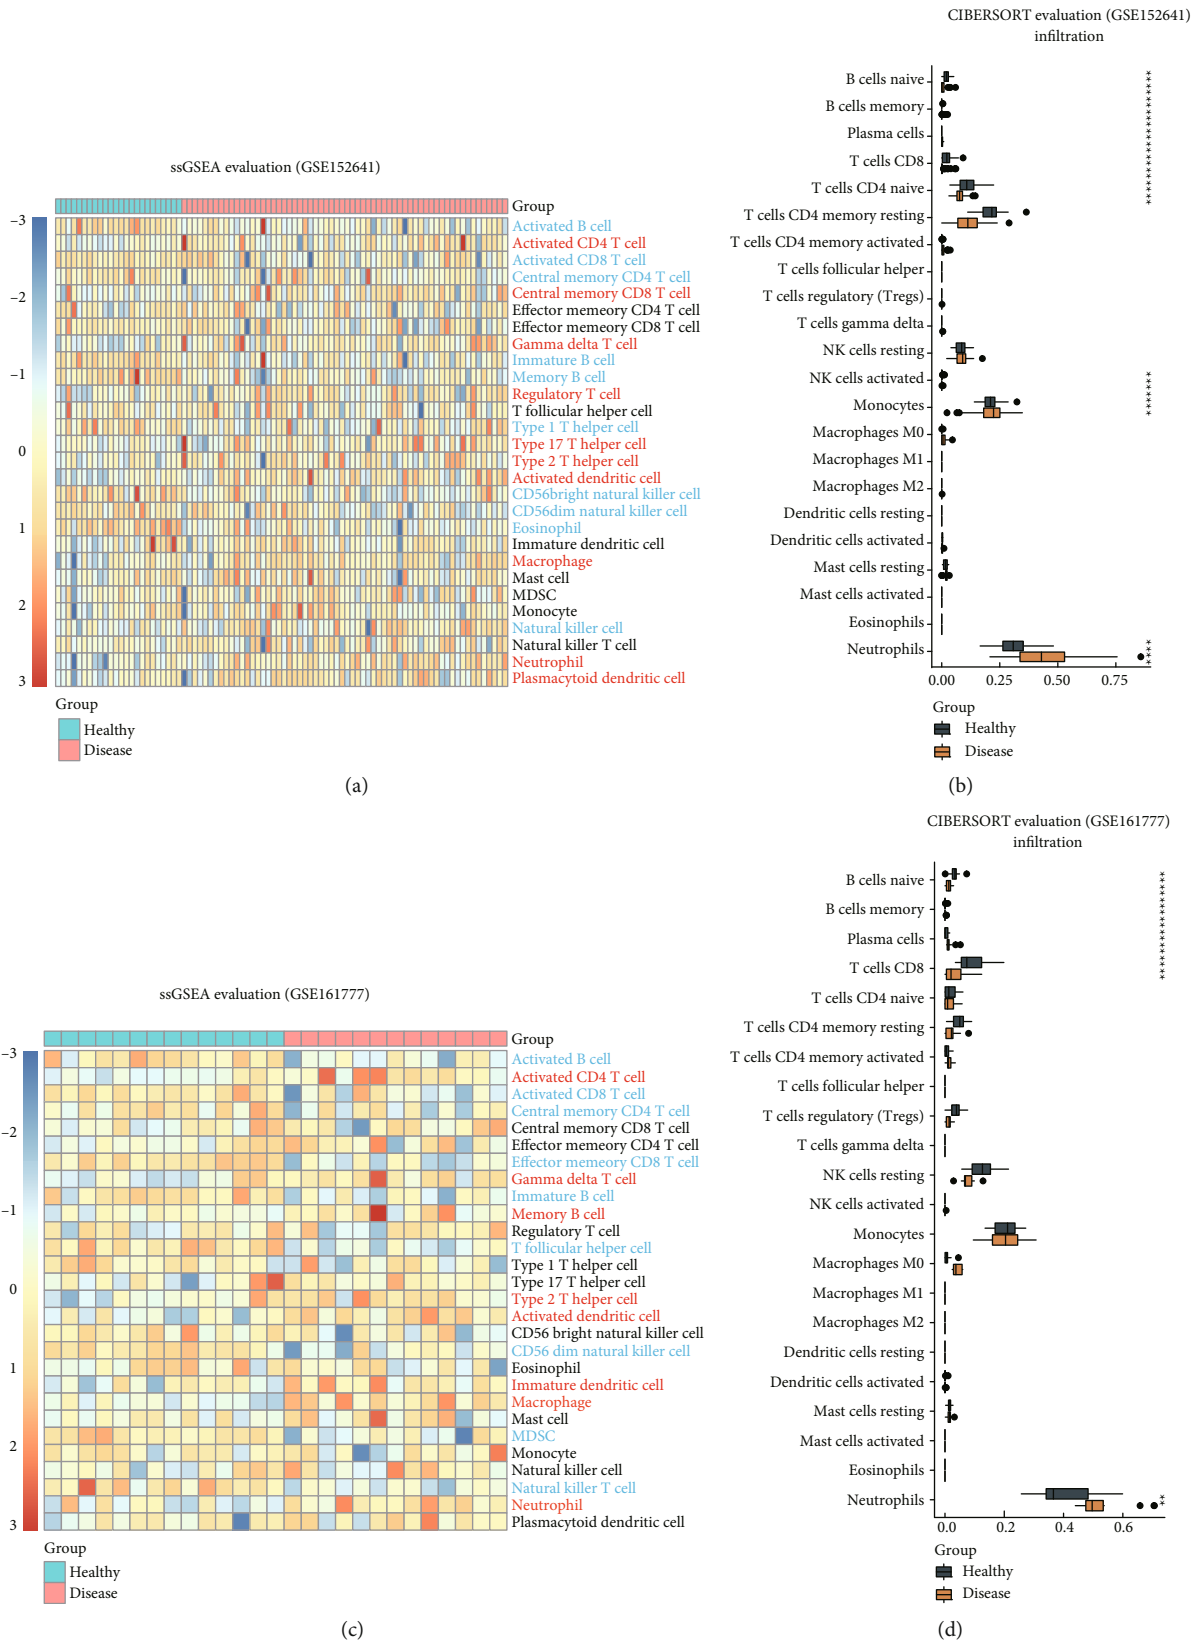 ssGSEA evaluation (GSE152641)
Group
−3
−2
−1
0
1
2
3
Activated B cell
Activated CD4 T cell
Activated CD8 T cell
Central memory CD4 T cell
Central memory CD8 T cell
Effector memeory CD4 T cell
Effector memeory CD8 T cell
Gamma delta T cell
Immature B cell
Memory B cell
Regulatory T cell
T follicular helper cell
Type 1 T helper cell
Type 17 T helper cell
Type 2 T helper cell
Activated dendritic cell
CD56bright natural killer cell
CD56dim natural killer cell
Eosinophil
Immature dendritic cell
Macrophage
Mast cell
MDSC
Monocyte
Natural killer cell
Natural killer T cell
Neutrophil
Plasmacytoid dendritic cell
Group
Healthy
Disease
(a)
CIBERSORT evaluation (GSE152641)
infiltration
B cells naive
B cells memory
Plasma cells
T cells CD8
T cells CD4 naive
T cells CD4 memory resting
T cells CD4 memory activated
T cells follicular helper
T cells regulatory (Tregs)
T cells gamma delta
NK cells resting
NK cells activated
Monocytes
Macrophages M0
Macrophages M1
Macrophages M2
Dendritic cells resting
Dendritic cells activated
Mast cells resting
Mast cells activated
Eosinophils
Neutrophils
0.00 0.25 0.50 0.75
Group
Healthy
Disease
(b)
ssGSEA evaluation (GSE161777)
Group
−3
−2
−1
0
1
2
3
Activated B cell
Activated CD4 T cell
Activated CD8 T cell
Central memory CD4 T cell
Central memory CD8 T cell
Effector memeory CD4 T cell
Effector memeory CD8 T cell
Gamma delta T cell
Immature B cell
Memory B cell
Regulatory T cell
T follicular helper cell
Type 1 T helper cell
Type 17 T helper cell
Type 2 T helper cell
Activated dendritic cell
CD56 bright natural killer cell
CD56 dim natural killer cell
Eosinophil
Immature dendritic cell
Macrophage
Mast cell
MDSC
Monocyte
Natural killer cell
Natural killer T cell
Neutrophil
Plasmacytoid dendritic cell
Group
Healthy
Disease
(c)
CIBERSORT evaluation (GSE161777)
infiltration
B cells naive
B cells memory
Plasma cells
T cells CD8
T cells CD4 naive
T cells CD4 memory resting
T cells CD4 memory activated
T cells follicular helper
T cells regulatory (Tregs)
T cells gamma delta
NK cells resting
NK cells activated
Monocytes
Macrophages M0
Macrophages M1
Macrophages M2
Dendritic cells resting
Dendritic cells activated
Mast cells resting
Mast cells activated
Eosinophils
Neutrophils
0.0 0.2 0.4 0.6
Group
Healthy
Disease
(d)